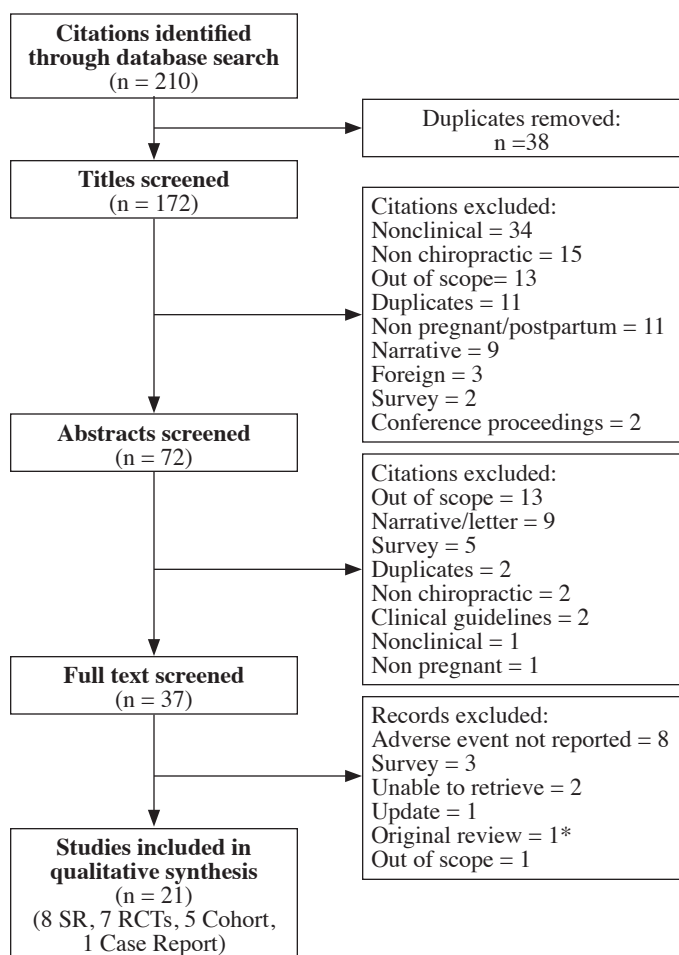 Citations identified
through database search
(n = 210)
Duplicates removed:
n =38
Titles screened
(n = 172)
Citations excluded:
Nonclinical = 34
Non chiropractic = 15
Out of scope= 13
Duplicates = 11
Non pregnant/postpartum = 11
Narrative = 9
Foreign = 3
Survey = 2
Conference proceedings = 2
Abstracts screened
(n = 72)
Citations excluded:
Out of scope = 13
Narrative/letter = 9
Survey = 5
Duplicates = 2
Non chiropractic = 2
Clinical guidelines = 2
Nonclinical = 1
Non pregnant = 1
Full text screened
(n = 37)
Records excluded:
Adverse event not reported = 8
Survey = 3
Unable to retrieve = 2
Update = 1
Original review = 1*
Out of scope = 1
Studies included in
qualitative synthesis
(n = 21)
(8 SR, 7 RCTs, 5 Cohort,
1 Case Report)